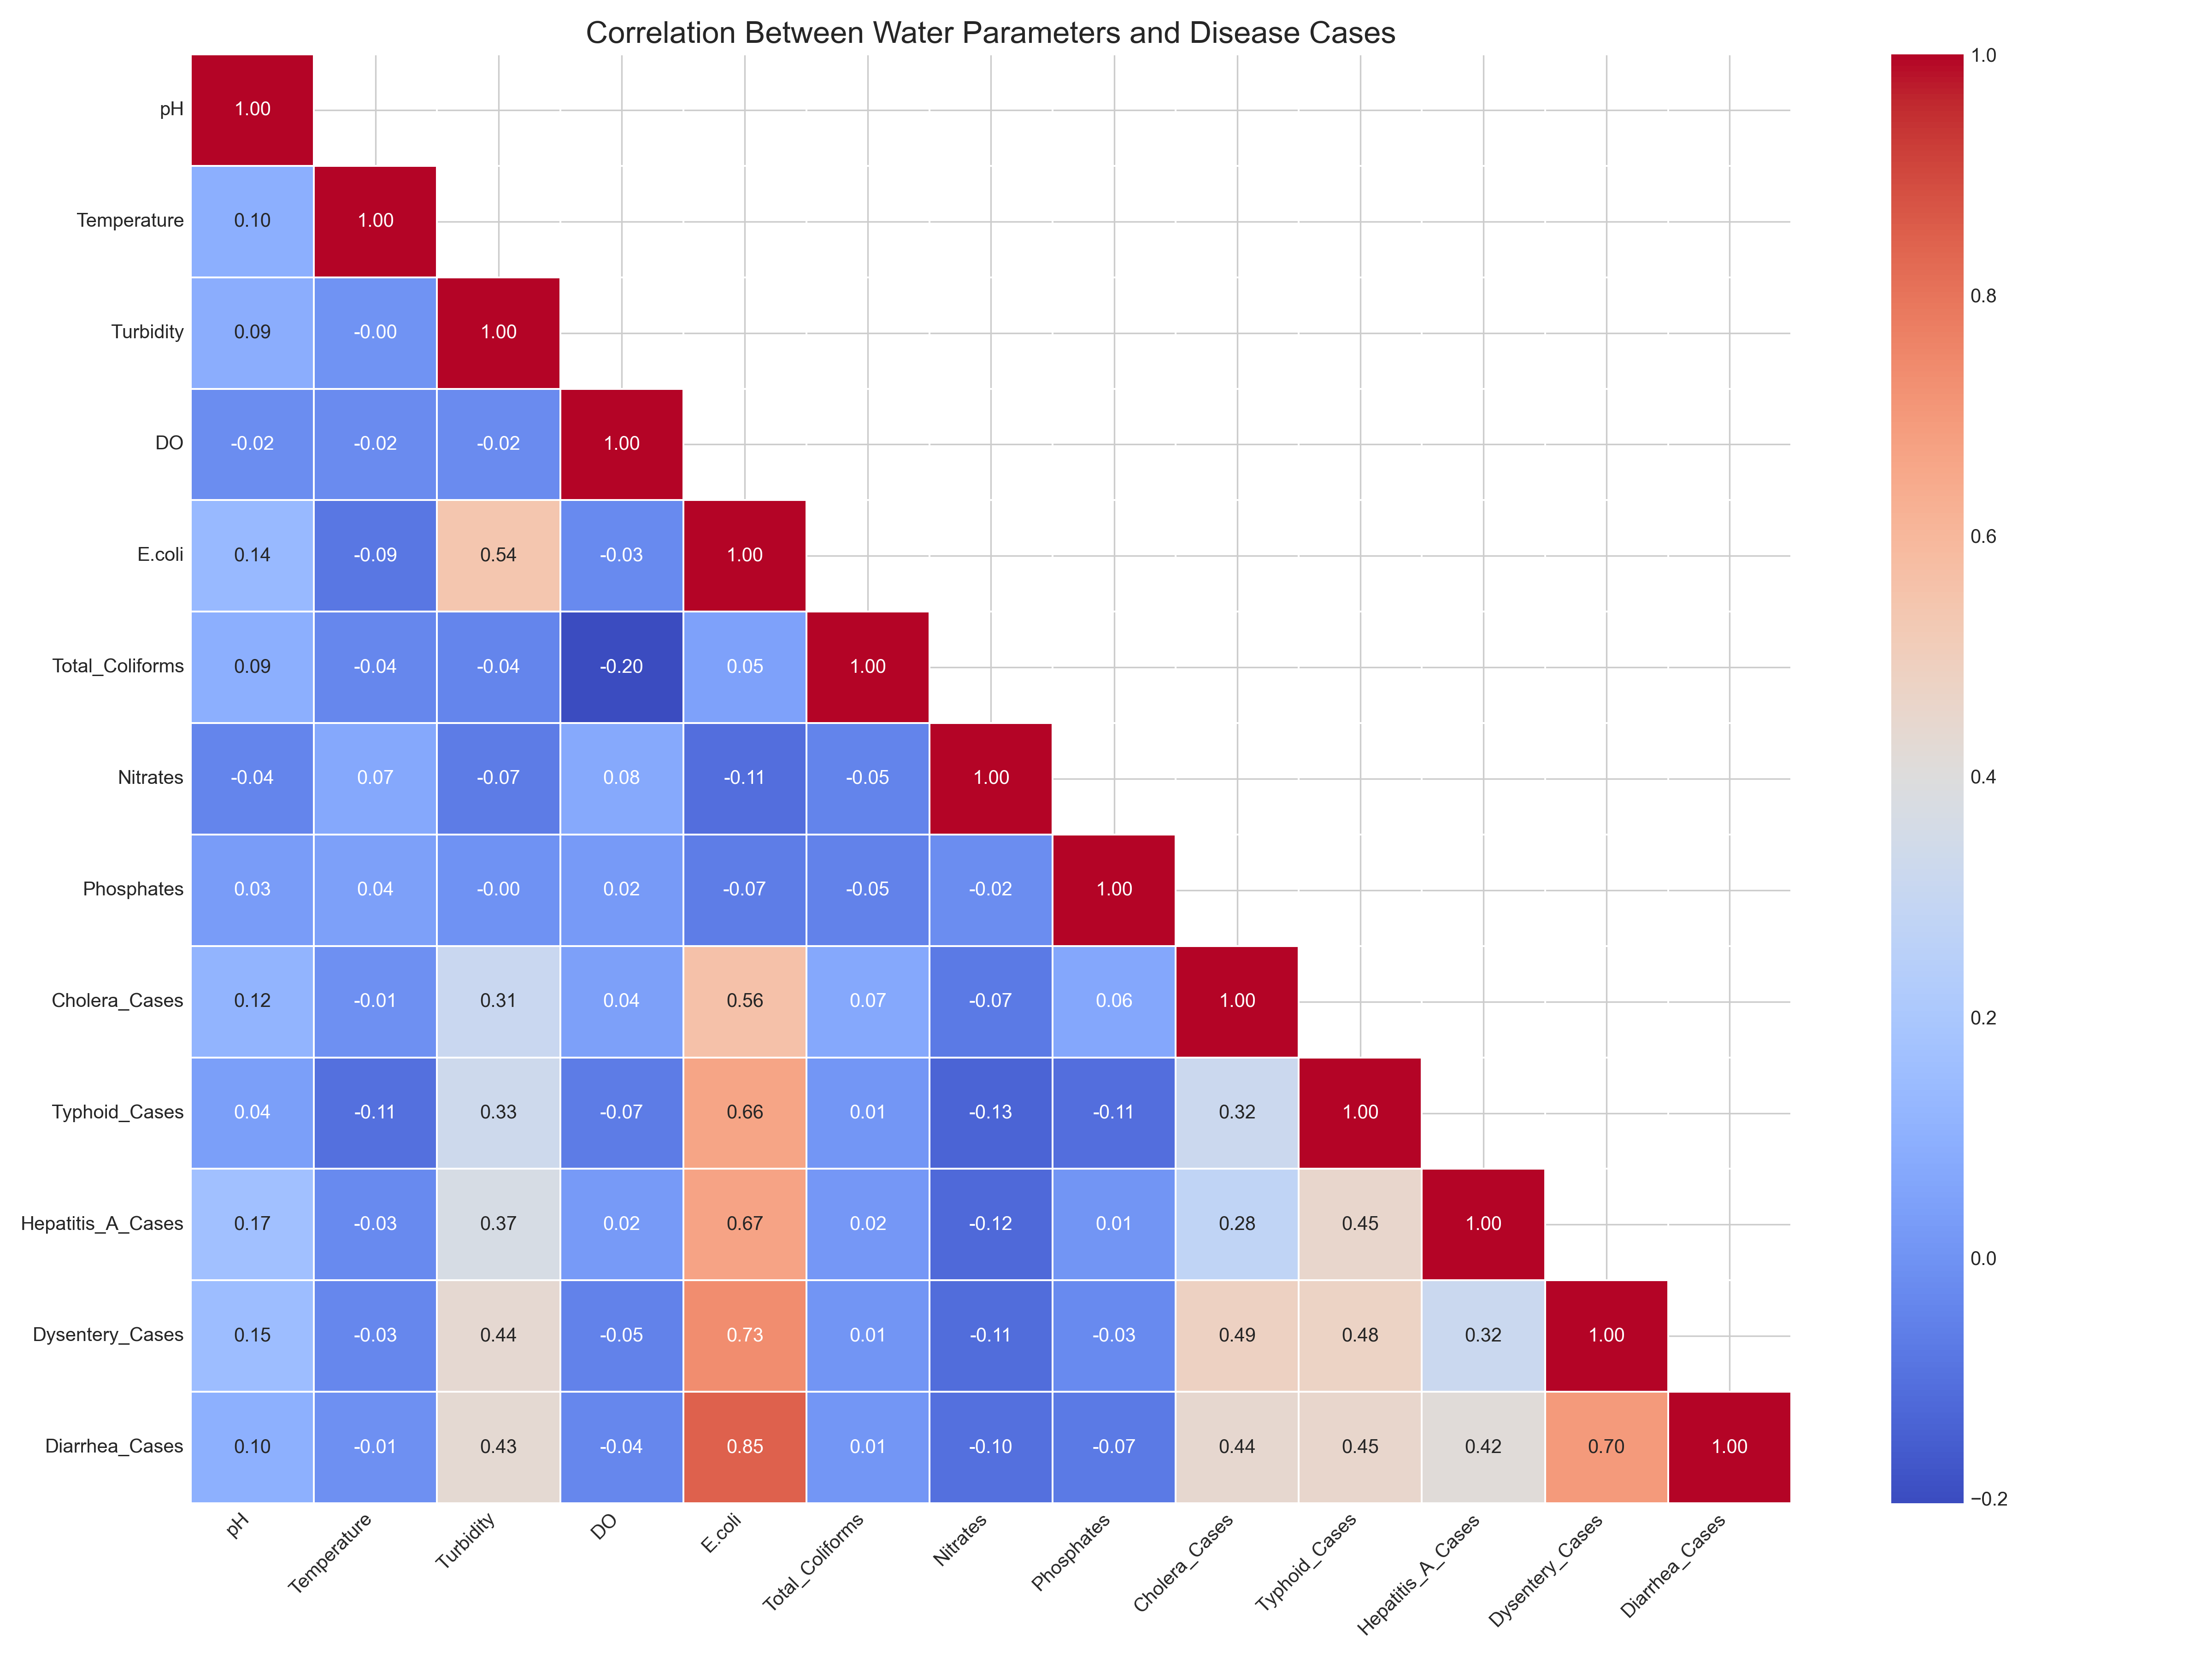 Correlation Between Water Parameters and Disease Cases
pH 1.00
Temperature 0.10 1.00
Turbidity 0.09 -0.00 1.00
DO -0.02 -0.02 -0.02 1.00
E.coli 0.14 -0.09 0.54 -0.03 1.00
Total_Coliforms 0.09 -0.04 -0.04 -0.20 0.05 1.00
Nitrates -0.04 0.07 -0.07 0.08 -0.11 -0.05 1.00
Phosphates 0.03 0.04 -0.00 0.02 -0.07 -0.05 -0.02 1.00
Cholera_Cases 0.12 -0.01 0.31 0.04 0.56 0.07 -0.07 0.06 1.00
Typhoid_Cases 0.04 -0.11 0.33 -0.07 0.66 0.01 -0.13 -0.11 0.32 1.00
Hepatitis_A_Cases 0.17 -0.03 0.37 0.02 0.67 0.02 -0.12 0.01 0.28 0.45 1.00
Dysentery_Cases 0.15 -0.03 0.44 -0.05 0.73 0.01 -0.11 -0.03 0.49 0.48 0.32 1.00
Diarrhea_Cases 0.10 -0.01 0.43 -0.04 0.85 0.01 -0.10 -0.07 0.44 0.45 0.42 0.70 1.00
pH Temperature Turbidity DO E.coli Total_Coliforms Nitrates Phosphates Cholera_Cases Typhoid_Cases Hepatitis_A_Cases Dysentery_Cases Diarrhea_Cases
1.0
0.8
0.6
0.4
0.2
0.0
−0.2